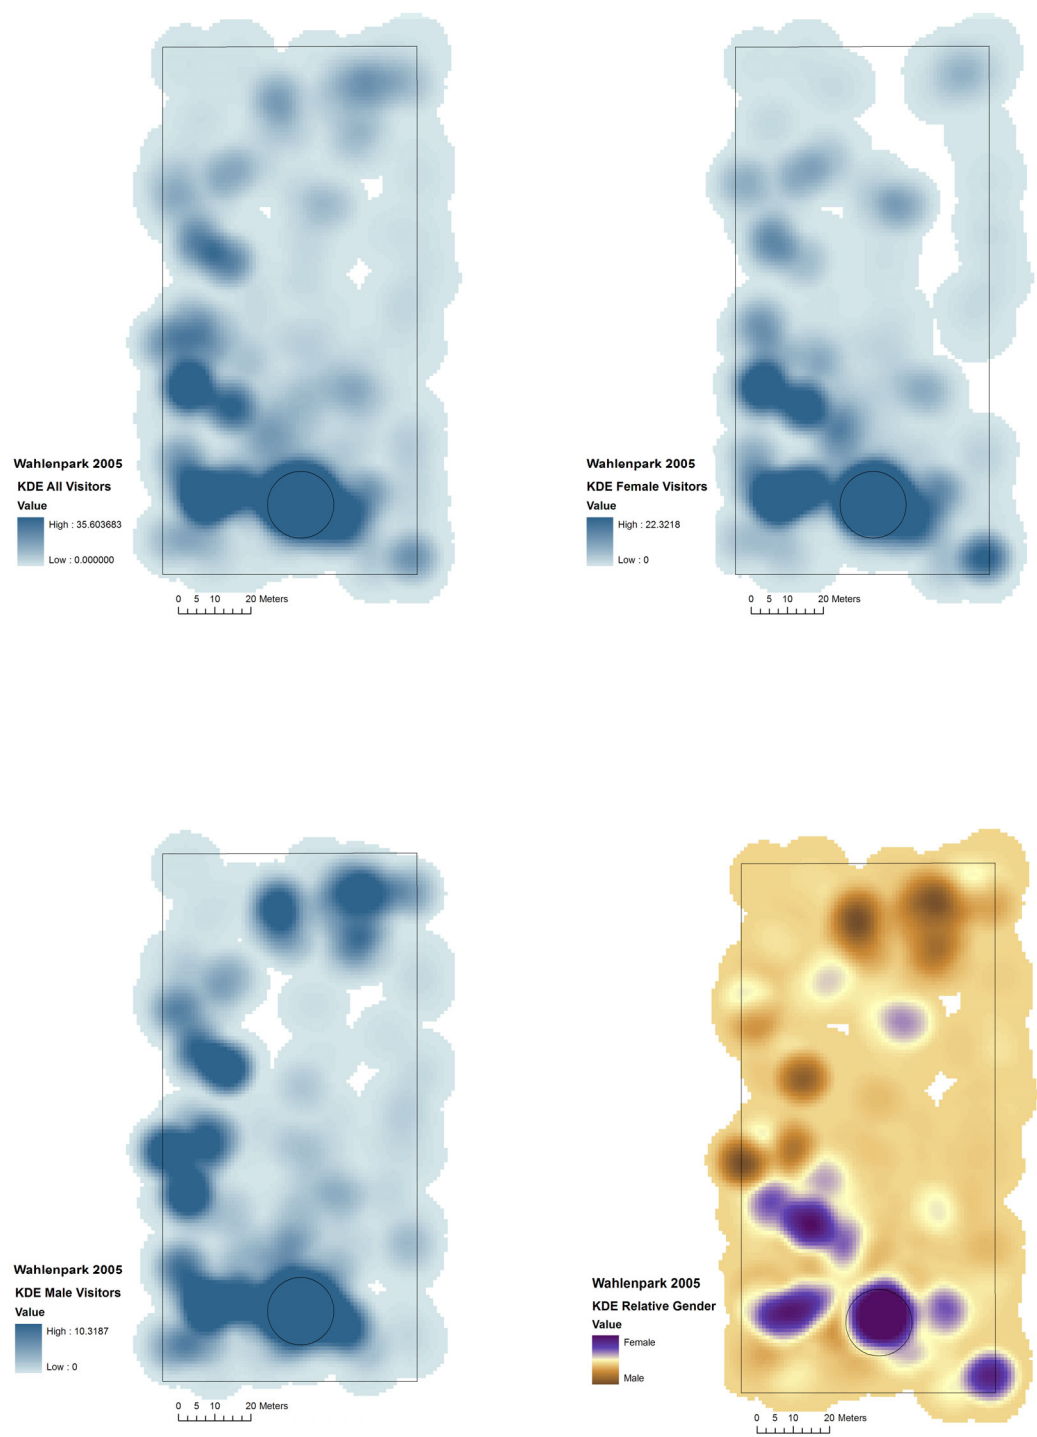 Wahlenpark 2005
KDE All Visitors
Value
High : 35.603683
Low : 0.000000
0 5 10 20 Meters
Wahlenpark 2005
KDE Female Visitors
Value
High : 22.3218
Low : 0
0 5 10 20 Meters
Wahlenpark 2005
KDE Male Visitors
Value
High : 10.3187
Low : 0
0 5 10 20 Meters
Wahlenpark 2005
KDE Relative Gender
Value
Female
Male
0 5 10 20 Meters